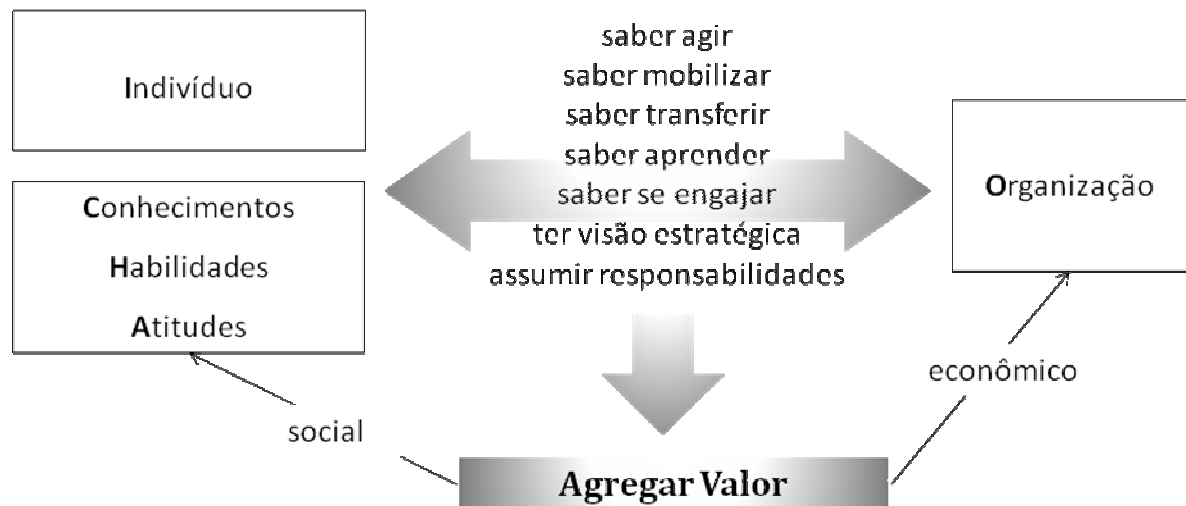 Indivíduo
Conhecimentos
Habilidades
Atitudes
saber agir
saber mobilizar
saber transferir
saber aprender
saber se engajar
ter visão estratégica
assumir responsabilidades
Organização
social
econômico
Agregar Valor